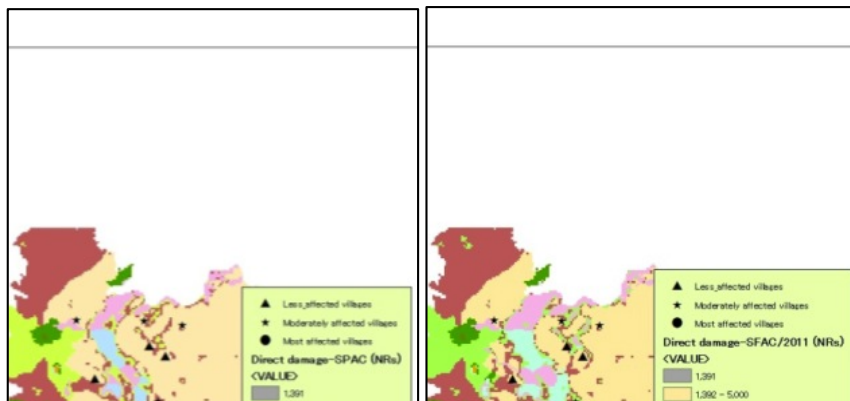 Less affected villages
Moderately affected villages
Most affected villages
Direct damage-SPAC (NRs)
<VALUE>
1,391
Less affected villages
Moderately affected villages
Most affected villages
Direct damage-SFAC/2011 (NRs)
<VALUE>
1,391
1,392 - 5,000